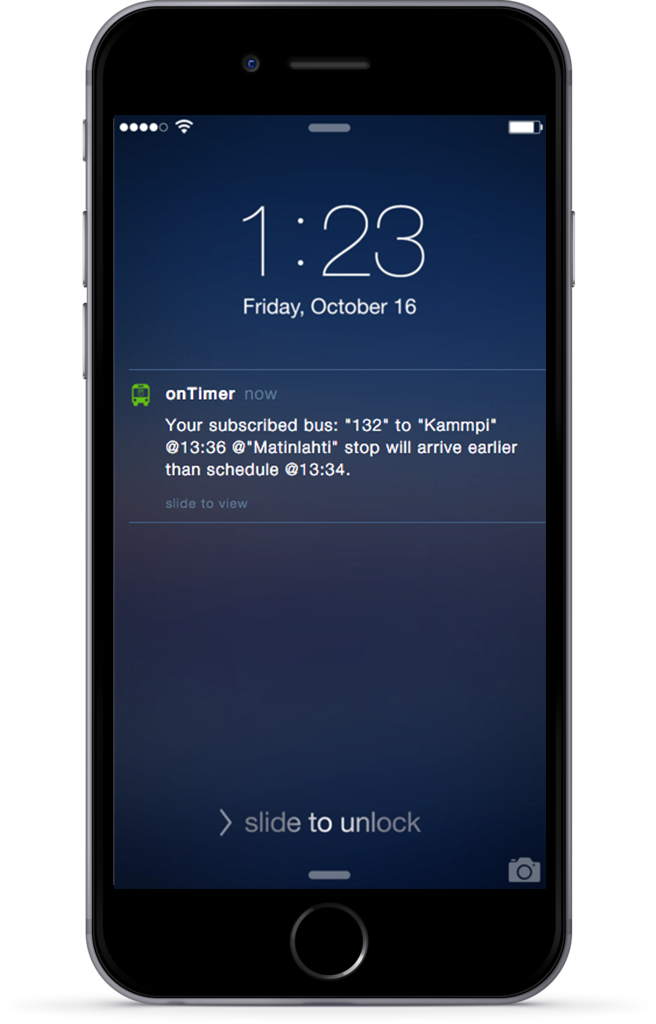 1:23
Friday, October 16
onTimer now
Your subscribed bus: "132" to "Kammpi"
@13:36 @"Matinlahti" stop will arrive earlier
than schedule @13:34.
slide to view
slide to unlock